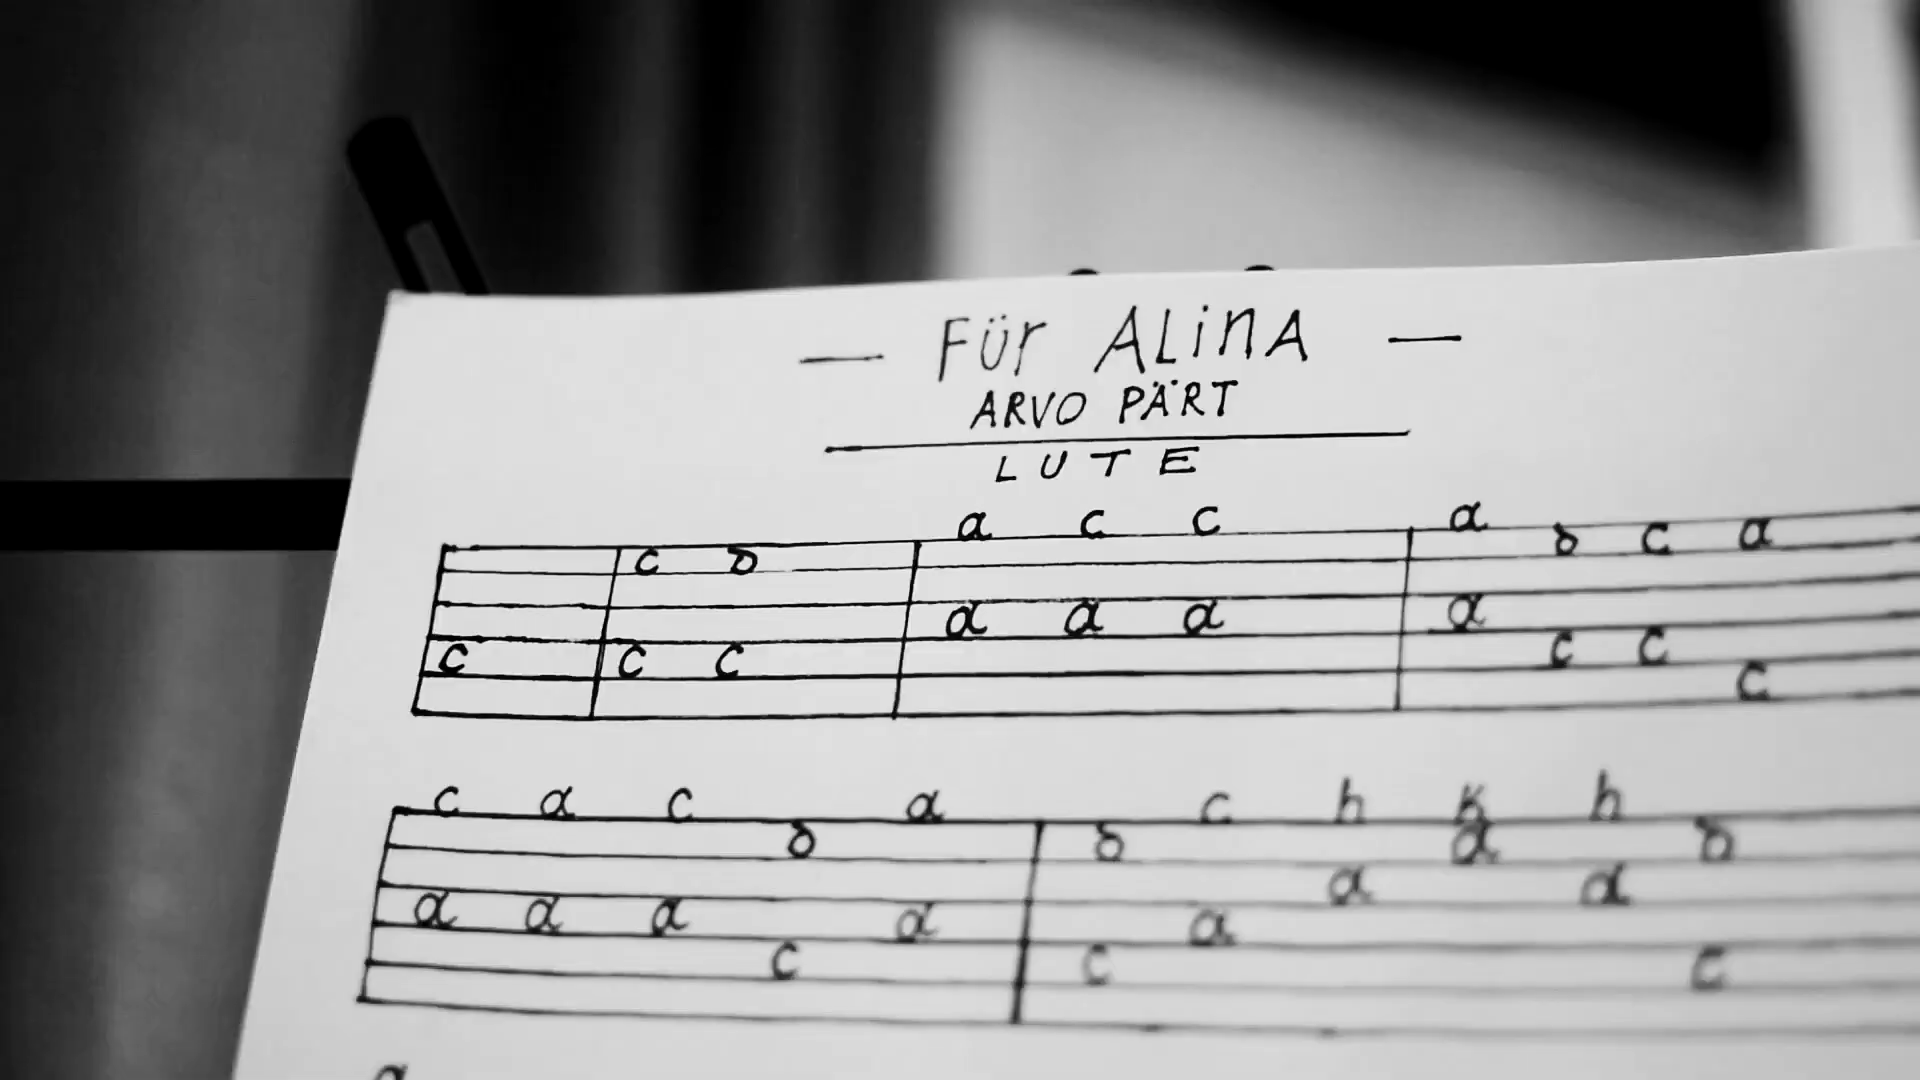 — Für ALinA —
ARVO PÄRT
LUTE
a c c a
c δ δ c a
a a a a
c c c c c
c
c a c a c h k h
δ δ a δ
a a
a a a a a
c c c